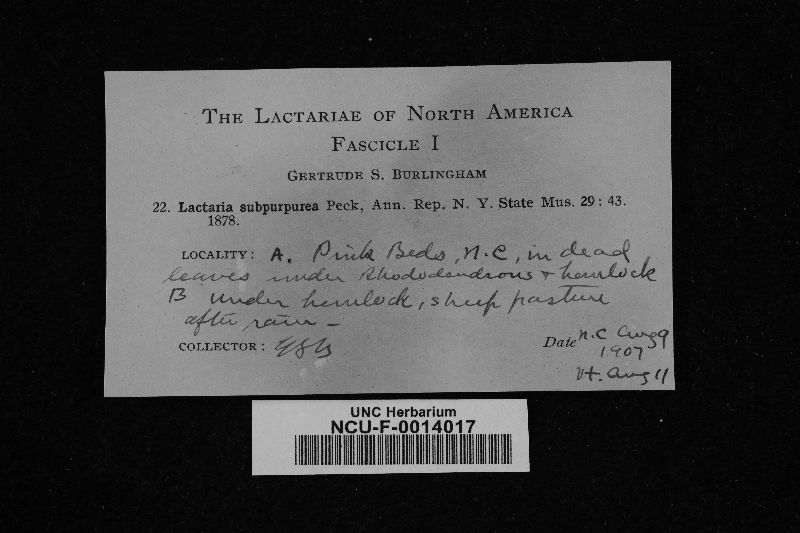 THE LACTARIAE OF NORTH AMERICA
FASCICLE I
GERTRUDE S. BURLINGHAM
22. Lactaria subpurpurea Peck, Ann. Rep. N. Y. State Mus. 29: 43.
1878.
LOCALITY: A. Pink Beds, N.C, in dead
leaves under Rhododendrons + hemlock
B under hemlock, sheep pasture
after rain -
COLLECTOR: GSB
Date N.C Aug 9
1907
Vt. Aug 11
UNC Herbarium
NCU-F-0014017